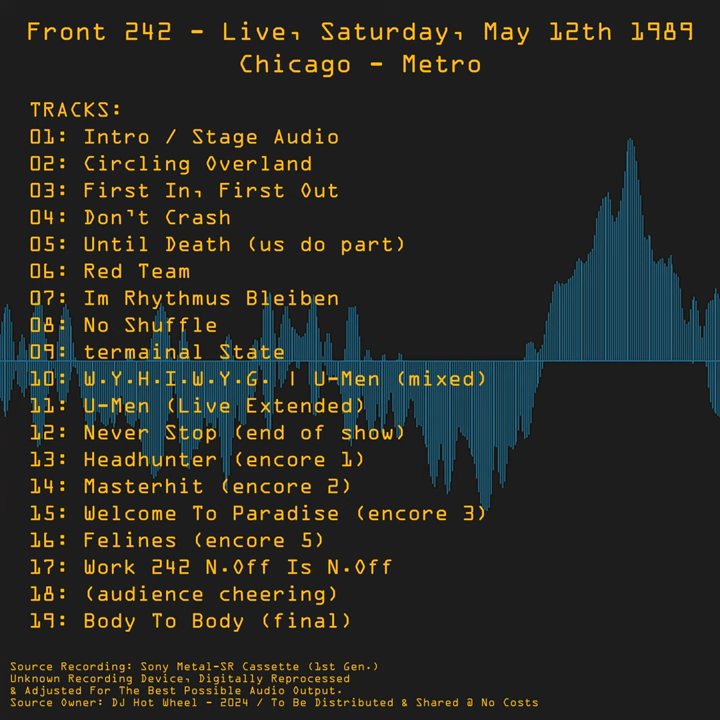 Front 242 - Live, Saturday, May 12th 1989
Chicago - Metro
TRACKS:
01: Intro / Stage Audio
02: Circling Overland
03: First In, First Out
04: Don't Crash
05: Until Death (us do part)
06: Red Team
07: Im Rhythmus Bleiben
08: No Shuffle
09: termainal State
10: W.Y.H.I.W.Y.G. | U-Men (mixed)
11: U-Men (Live Extended)
12: Never Stop (end of show)
13: Headhunter (encore 1)
14: Masterhit (encore 2)
15: Welcome To Paradise (encore 3)
16: Felines (encore 5)
17: Work 242 N.Off Is N.Off
18: (audience cheering)
19: Body To Body (final)
Source Recording: Sony Metal-SR Cassette (1st Gen.)
Unknown Recording Device, Digitally Reprocessed
& Adjusted For The Best Possible Audio Output.
Source Owner: DJ Hot Wheel - 2024 / To Be Distributed & Shared @ No Costs